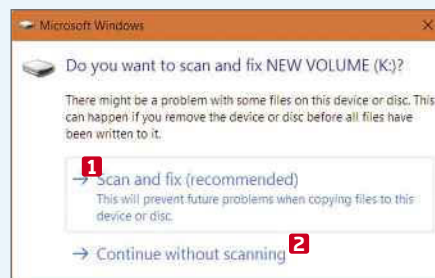 Microsoft Windows
Do you want to scan and fix NEW VOLUME (K:)?
There might be a problem with some files on this device or disc. This
can happen if you remove the device or disc before all files have
been written to it.
1
→ Scan and fix (recommended)
This will prevent future problems when copying files to this
device or disc.
→ Continue without scanning 2